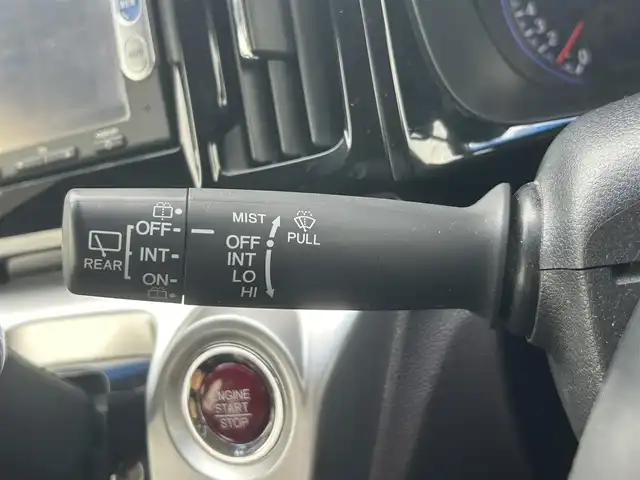 MIST
PULL
OFF
INT
LO
HI
REAR
OFF
INT
ON
ENGINE
START
STOP